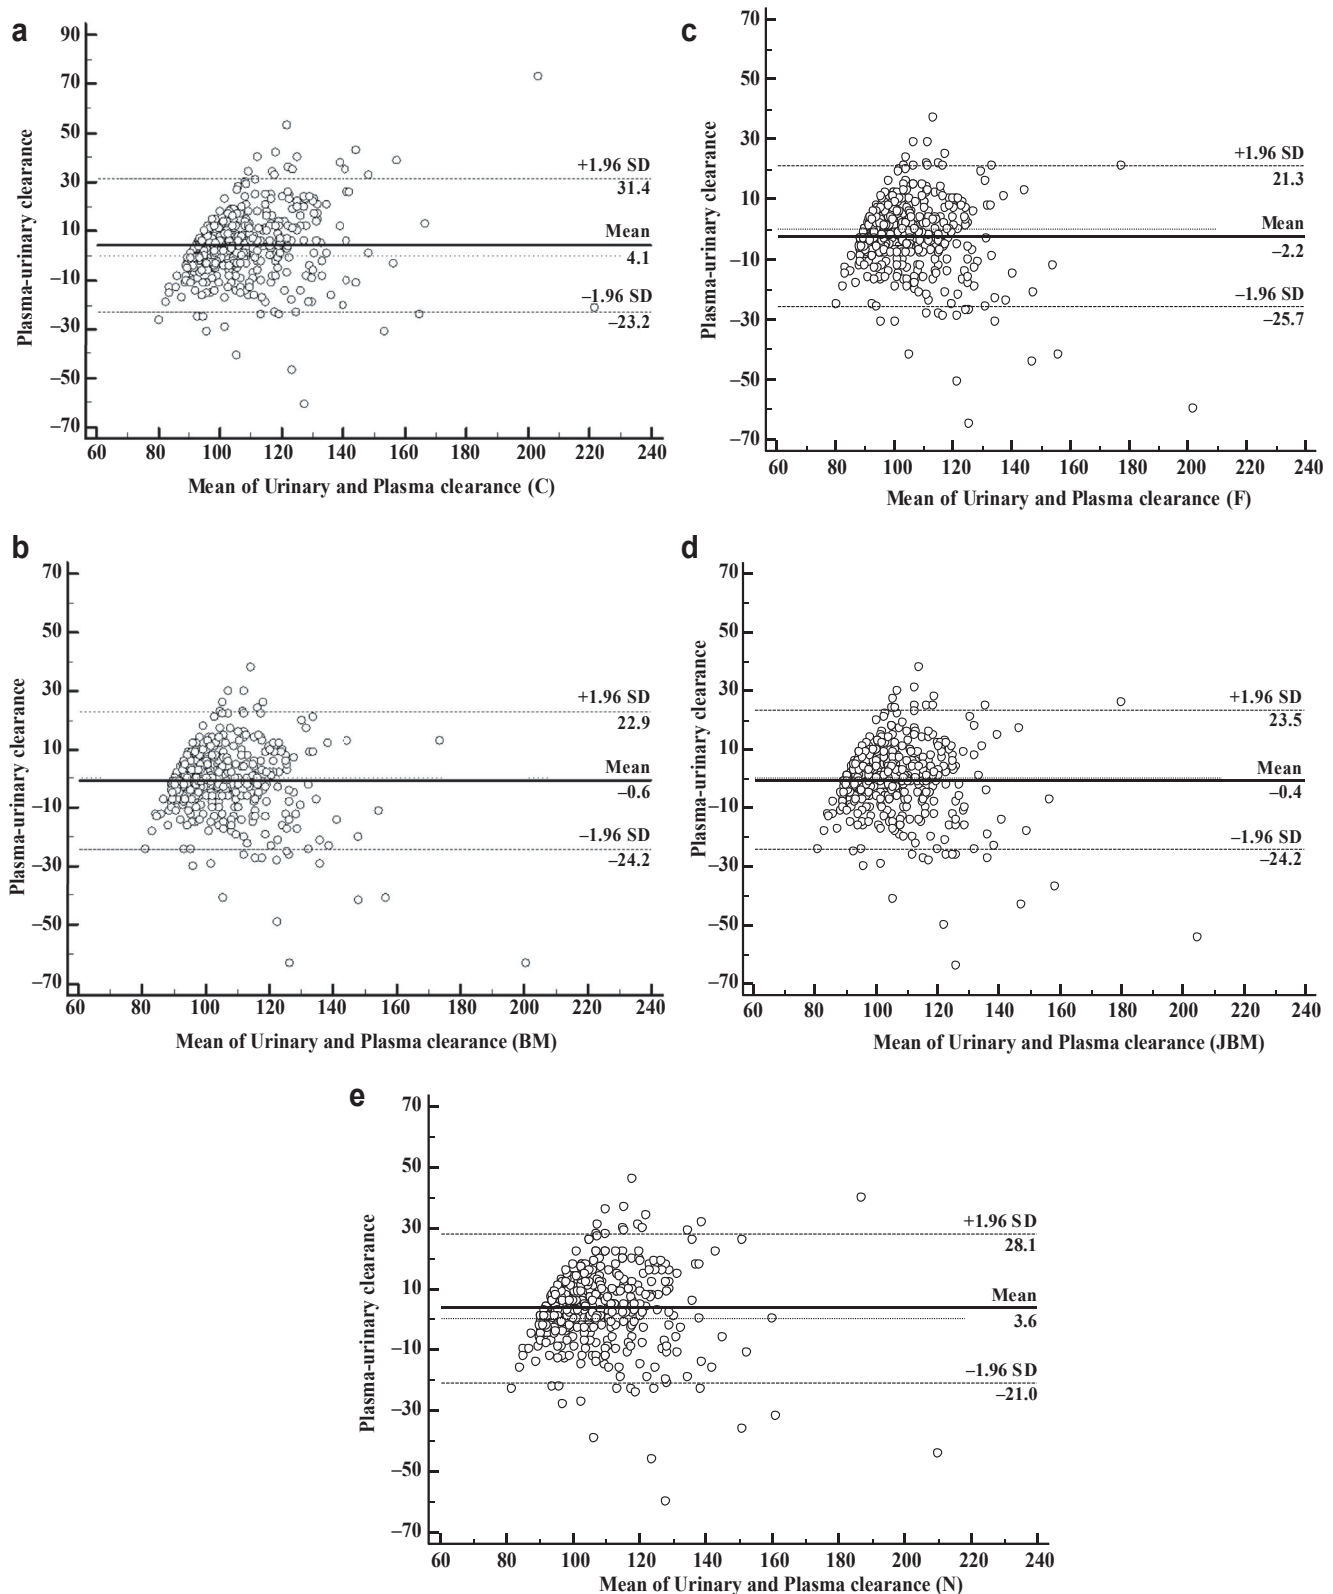 a
90
70
50
30
10
–10
–30
–50
–70
Plasma-urinary clearance
+1.96 SD
31.4
Mean
4.1
–1.96 SD
–23.2
60 80 100 120 140 160 180 200 220 240
Mean of Urinary and Plasma clearance (C)
c
70
50
30
10
–10
–30
–50
–70
Plasma-urinary clearance
+1.96 SD
21.3
Mean
–2.2
–1.96 SD
–25.7
60 80 100 120 140 160 180 200 220 240
Mean of Urinary and Plasma clearance (F)
b
70
50
30
10
–10
–30
–50
–70
Plasma-urinary clearance
+1.96 SD
22.9
Mean
–0.6
–1.96 SD
–24.2
60 80 100 120 140 160 180 200 220 240
Mean of Urinary and Plasma clearance (BM)
d
70
50
30
10
–10
–30
–50
–70
Plasma-urinary clearance
+1.96 SD
23.5
Mean
–0.4
–1.96 SD
–24.2
60 80 100 120 140 160 180 200 220 240
Mean of Urinary and Plasma clearance (JBM)
e
70
50
30
10
–10
–30
–50
–70
Plasma-urinary clearance
+1.96 SD
28.1
Mean
3.6
–1.96 SD
–21.0
60 80 100 120 140 160 180 200 220 240
Mean of Urinary and Plasma clearance (N)